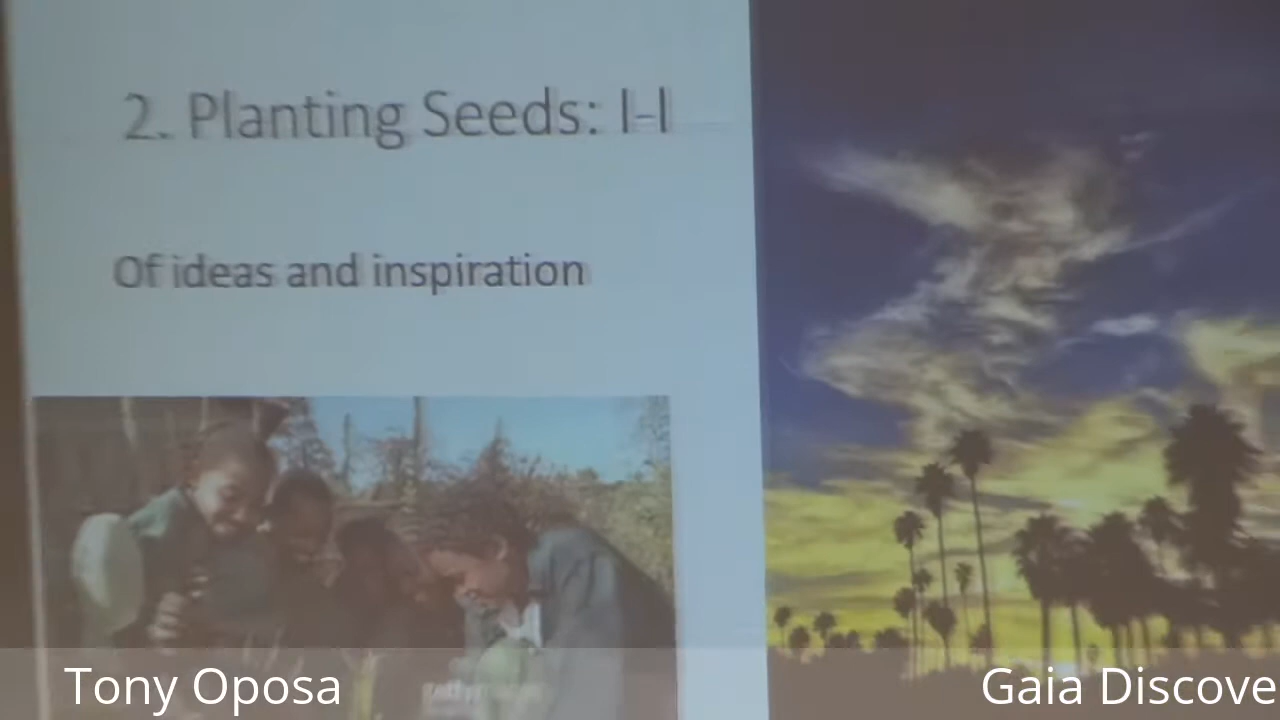 2. Planting Seeds: I-I
Of ideas and inspiration
Tony Oposa
Gaia Discove